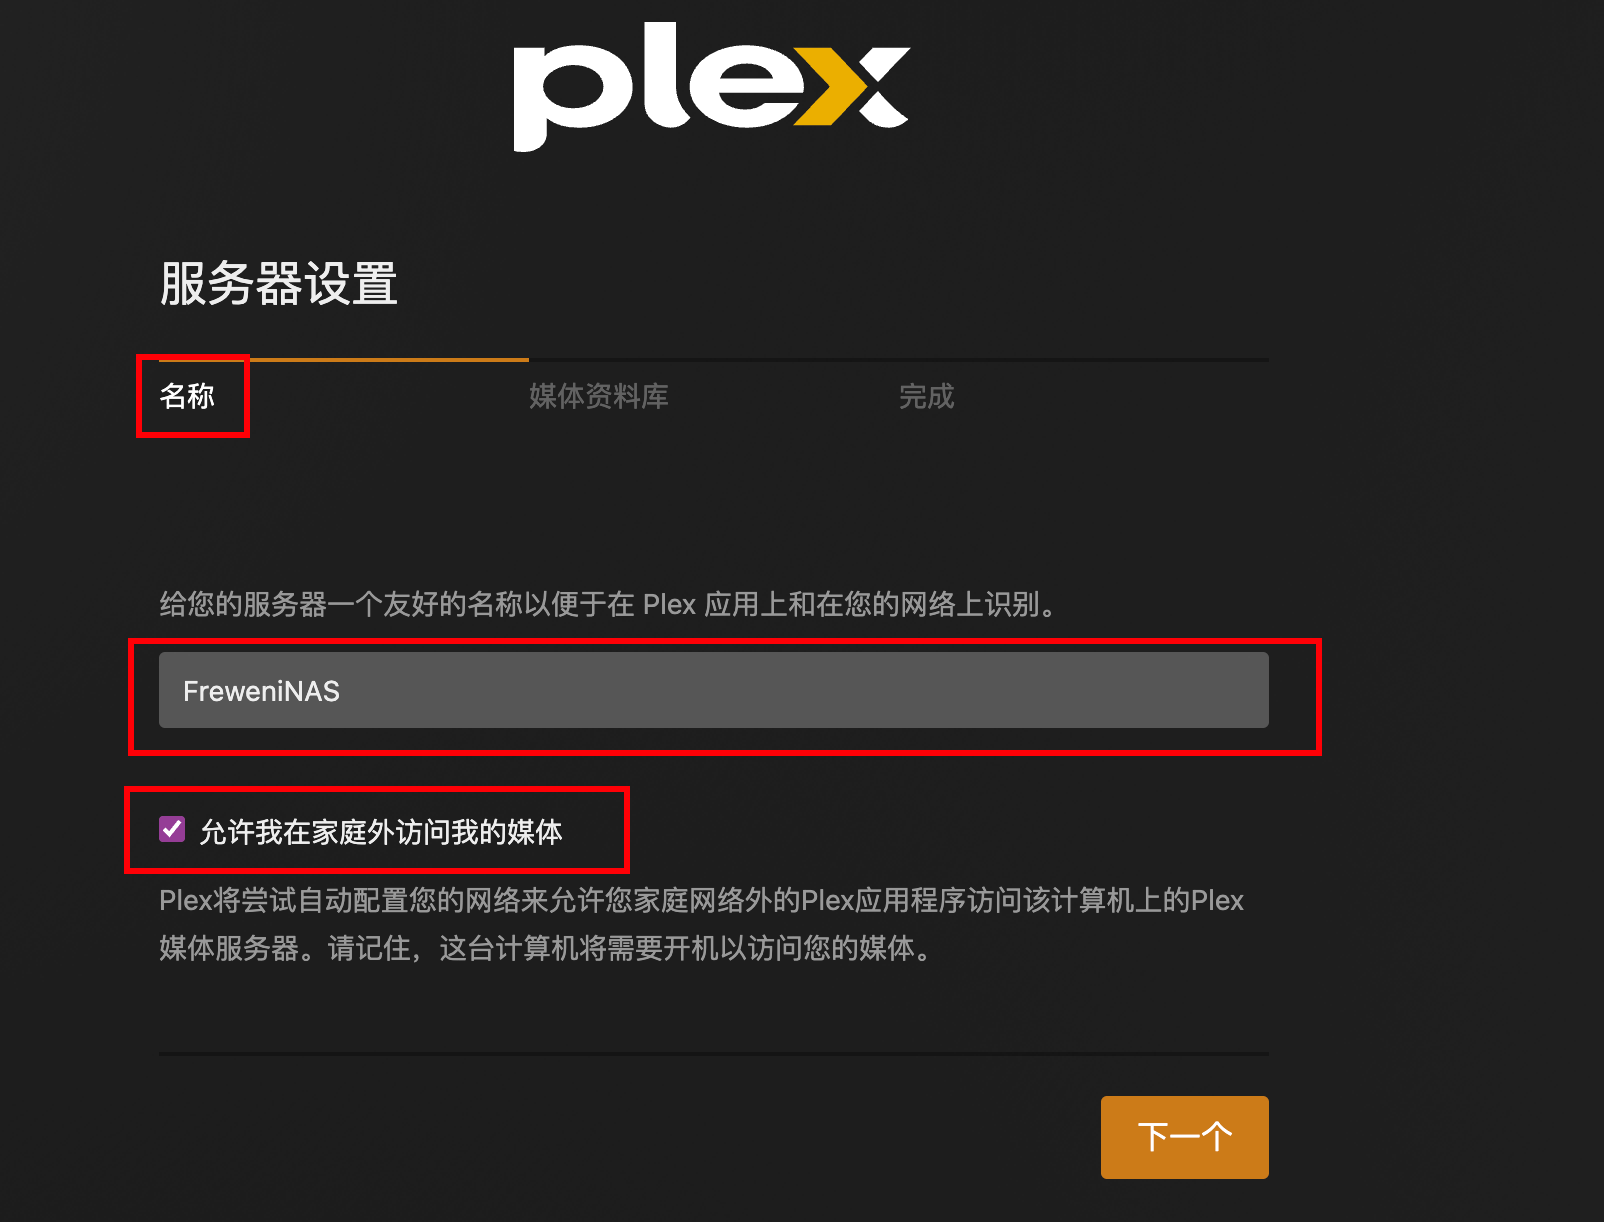 plex
服务器设置
名称
媒体资料库
完成
给您的服务器一个友好的名称以便于在 Plex 应用上和在您的网络上识别。
FreweniNAS
允许我在家庭外访问我的媒体
Plex将尝试自动配置您的网络来允许您家庭网络外的Plex应用程序访问该计算机上的Plex
媒体服务器。请记住，这台计算机将需要开机以访问您的媒体。
下一个